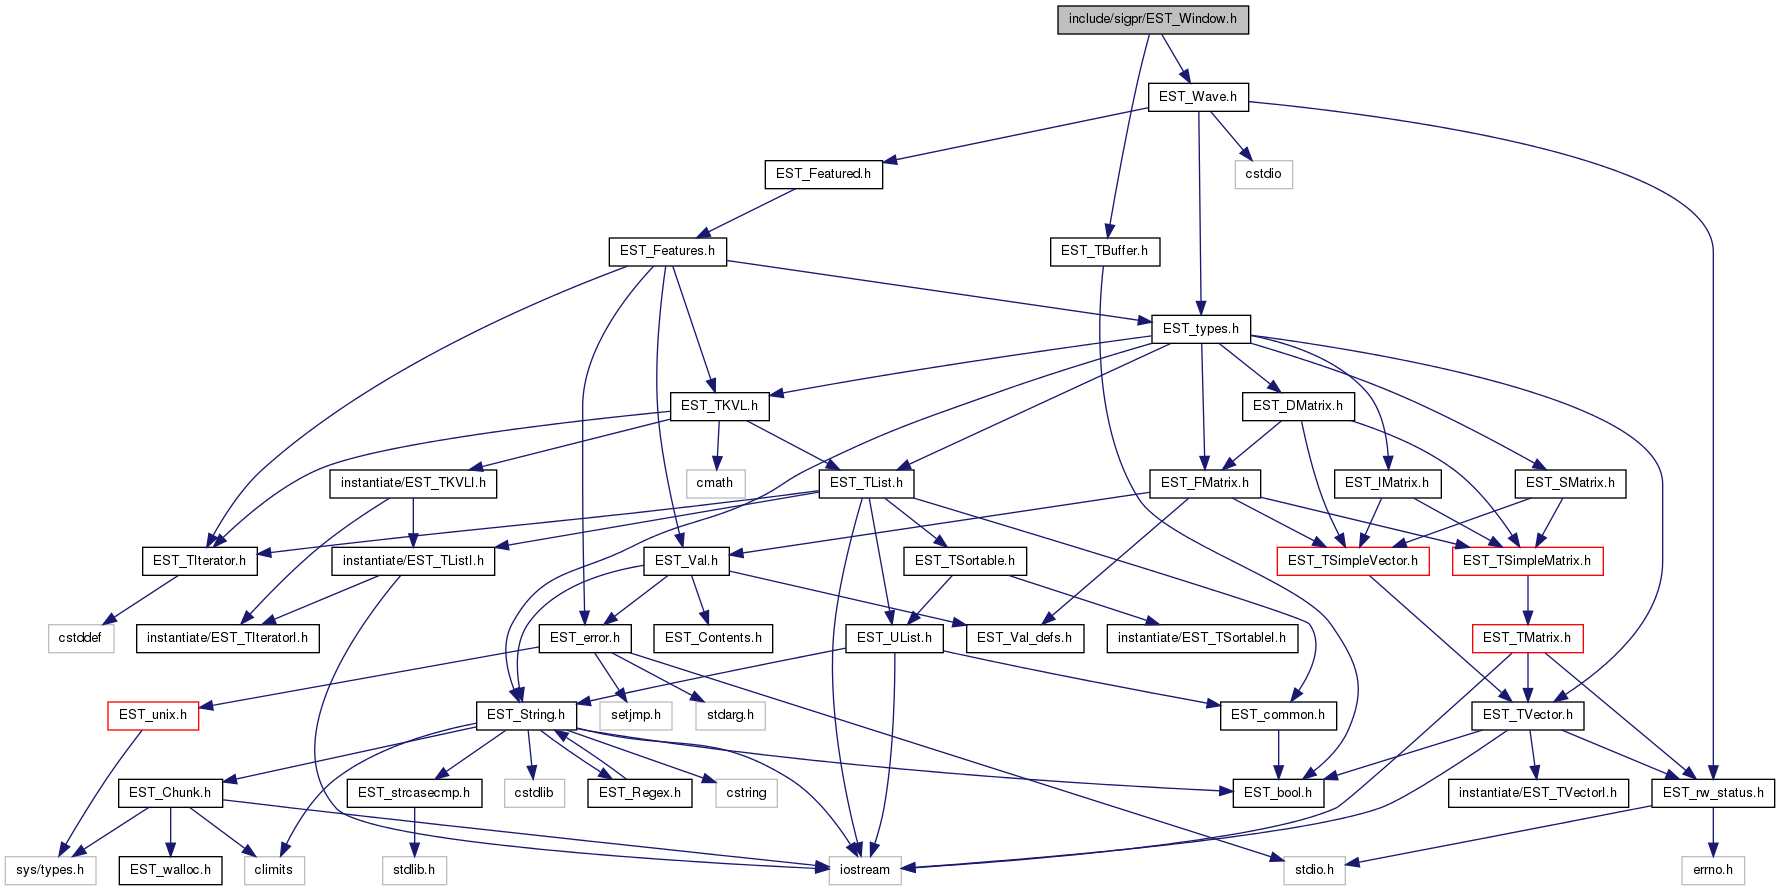 include/sigpr/EST_Window.h
EST_Wave.h
EST_Featured.h
cstdio
EST_Features.h
EST_TBuffer.h
EST_types.h
EST_TKVL.h
EST_DMatrix.h
instantiate/EST_TKVLI.h
cmath
EST_TList.h
EST_FMatrix.h
EST_IMatrix.h
EST_SMatrix.h
EST_TIterator.h
instantiate/EST_TListI.h
EST_Val.h
EST_TSortable.h
EST_TSimpleVector.h
EST_TSimpleMatrix.h
cstddef
instantiate/EST_TIteratorI.h
EST_error.h
EST_Contents.h
EST_UList.h
EST_Val_defs.h
instantiate/EST_TSortableI.h
EST_TMatrix.h
EST_unix.h
EST_String.h
setjmp.h
stdarg.h
EST_common.h
EST_TVector.h
EST_Chunk.h
EST_strcasecmp.h
cstdlib
EST_Regex.h
cstring
EST_bool.h
instantiate/EST_TVectorI.h
EST_rw_status.h
sys/types.h
EST_walloc.h
climits
stdlib.h
iostream
stdio.h
errno.h